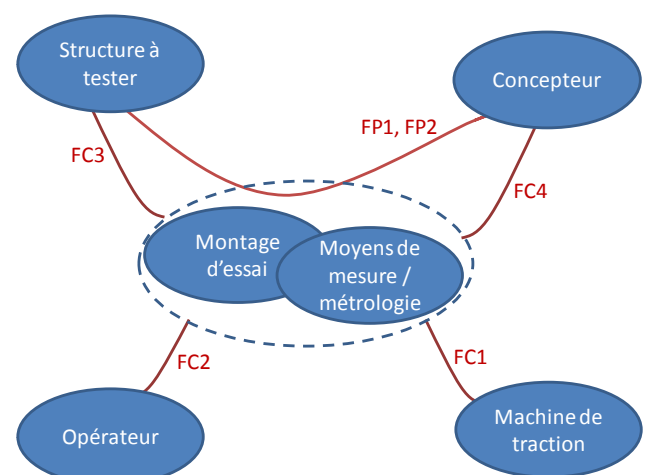 Structure à
tester
Concepteur
FP1, FP2
FC3
FC4
Montage
d'essai
Moyens de
mesure /
métrologie
FC2
FC1
Opérateur
Machine de
traction